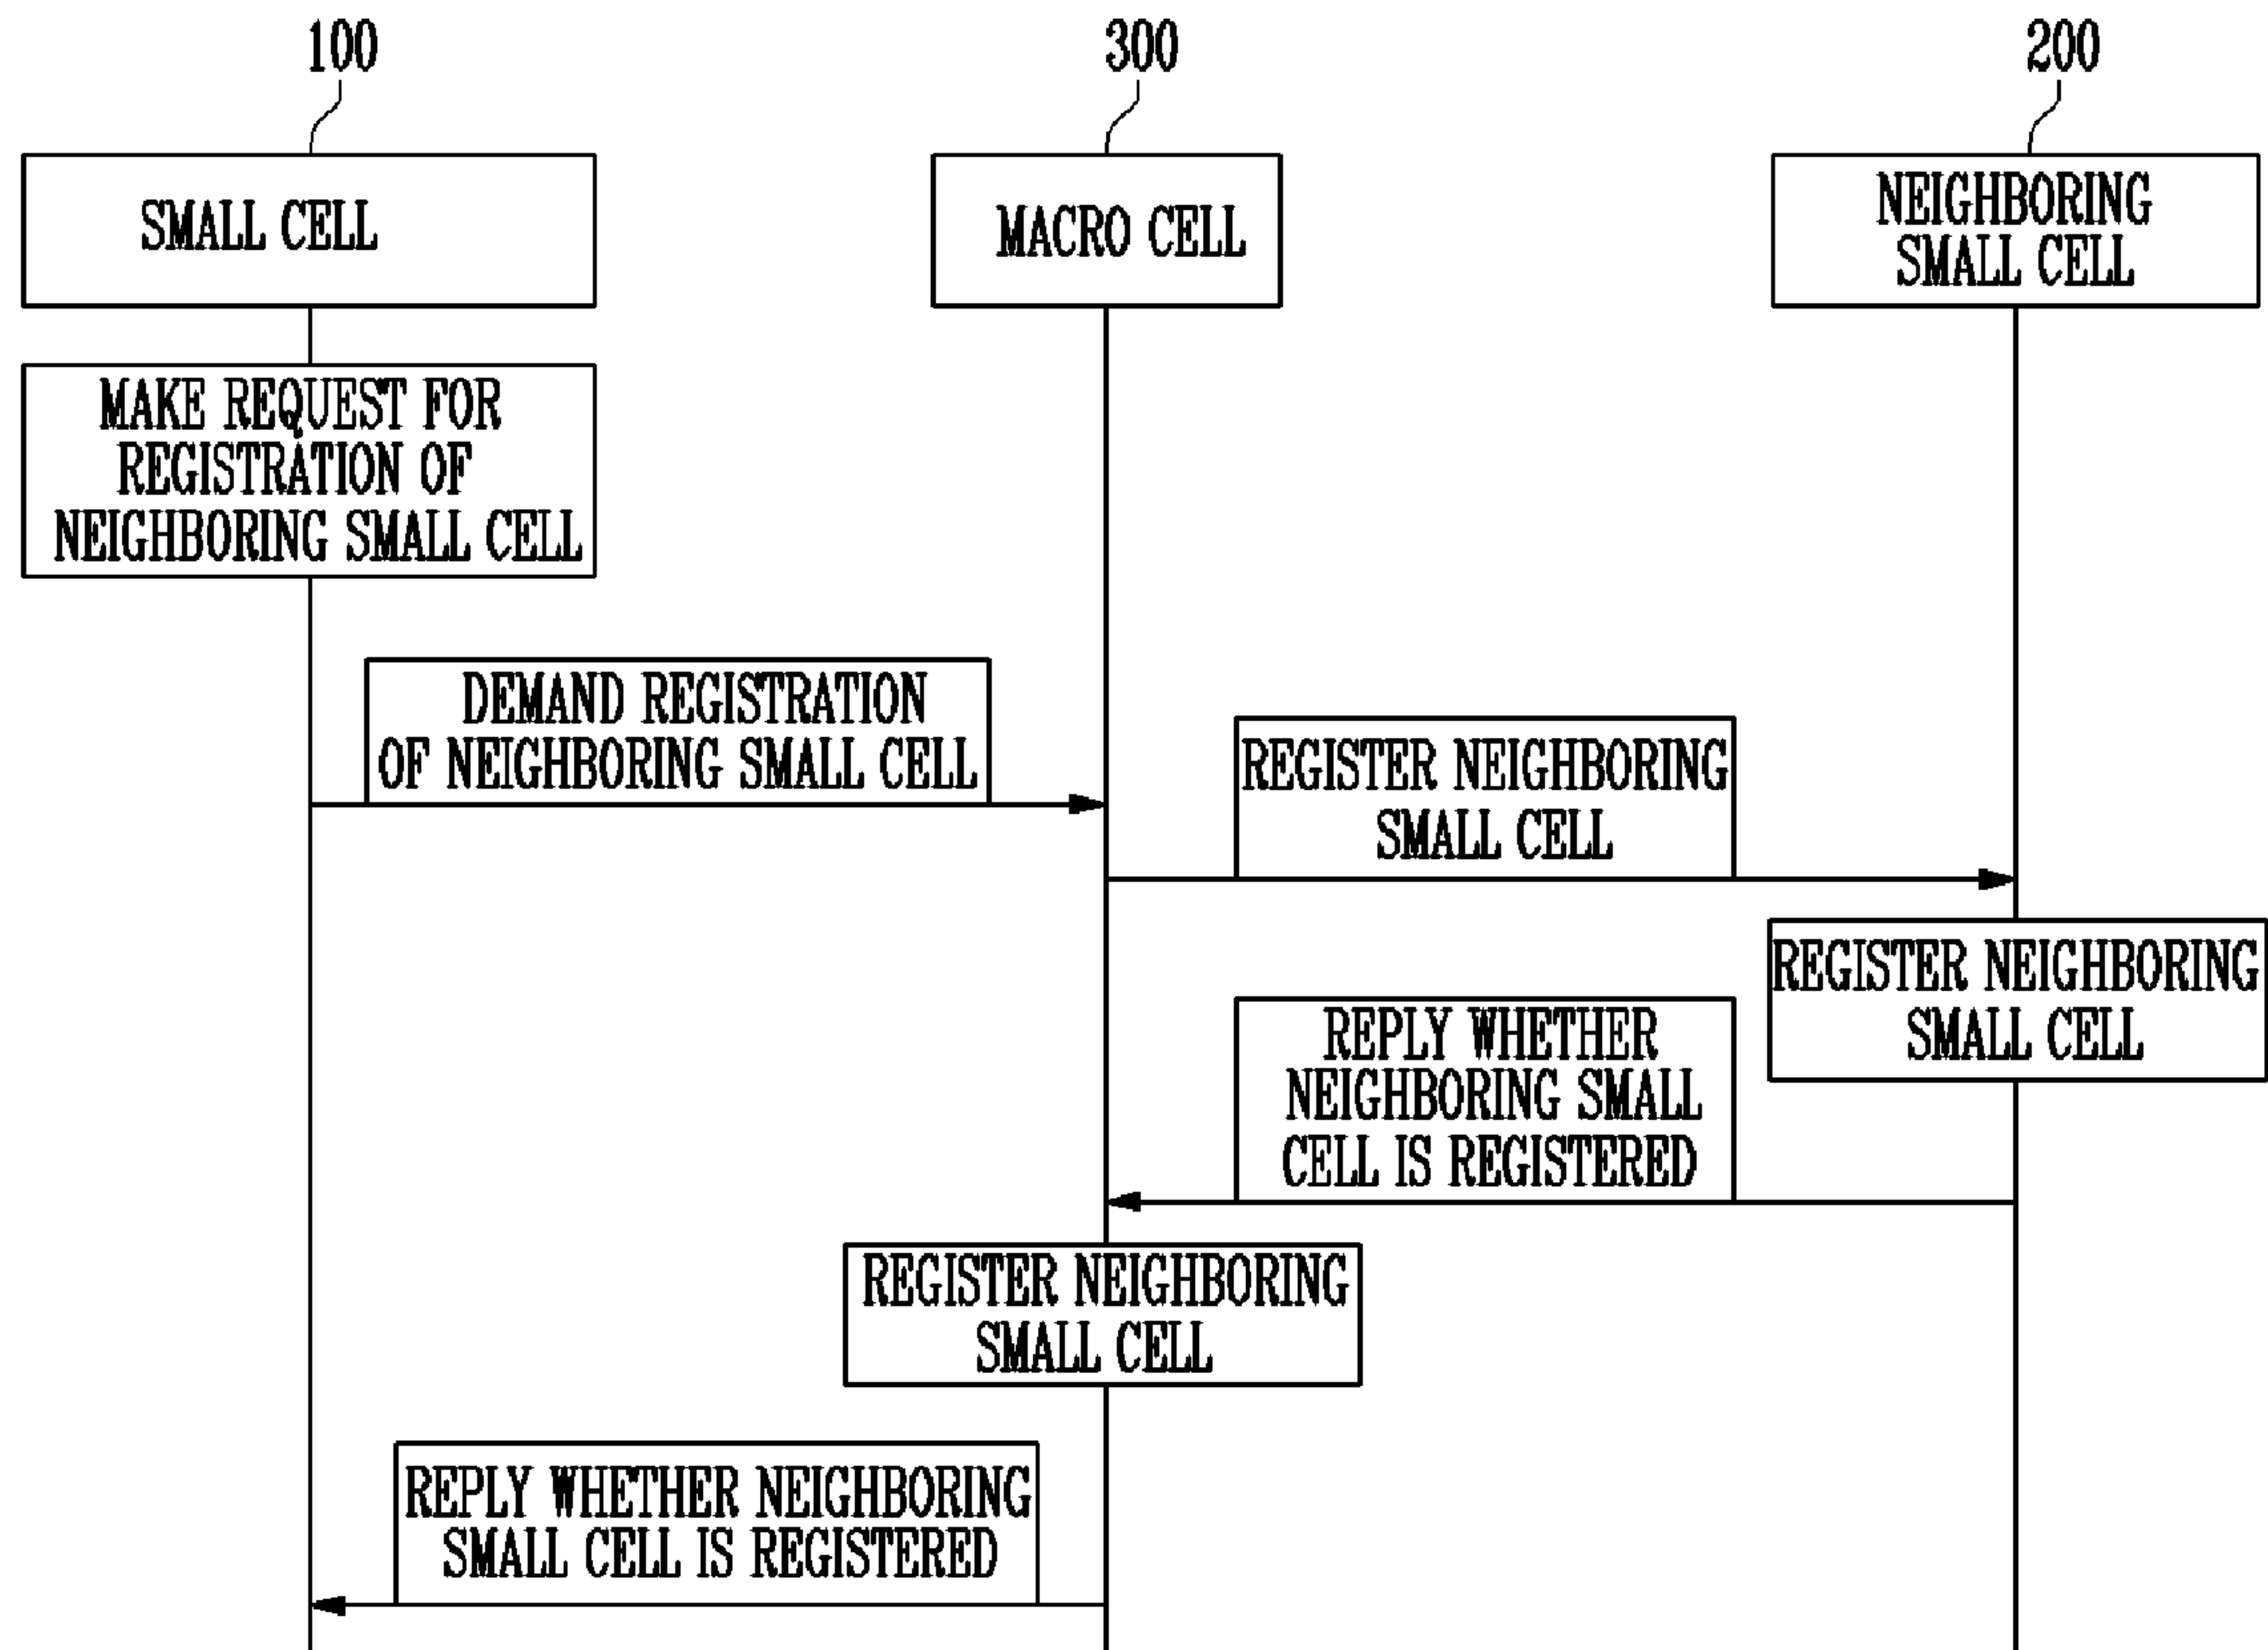 100
300
200
SMALL CELL
MACRO CELL
NEIGHBORING
SMALL CELL
MAKE REQUEST FOR
REGISTRATION OF
NEIGHBORING SMALL CELL
DEMAND REGISTRATION
OF NEIGHBORING SMALL CELL
REGISTER NEIGHBORING
SMALL CELL
REGISTER NEIGHBORING
SMALL CELL
REPLY WHETHER
NEIGHBORING SMALL
CELL IS REGISTERED
REGISTER NEIGHBORING
SMALL CELL
REPLY WHETHER NEIGHBORING
SMALL CELL IS REGISTERED